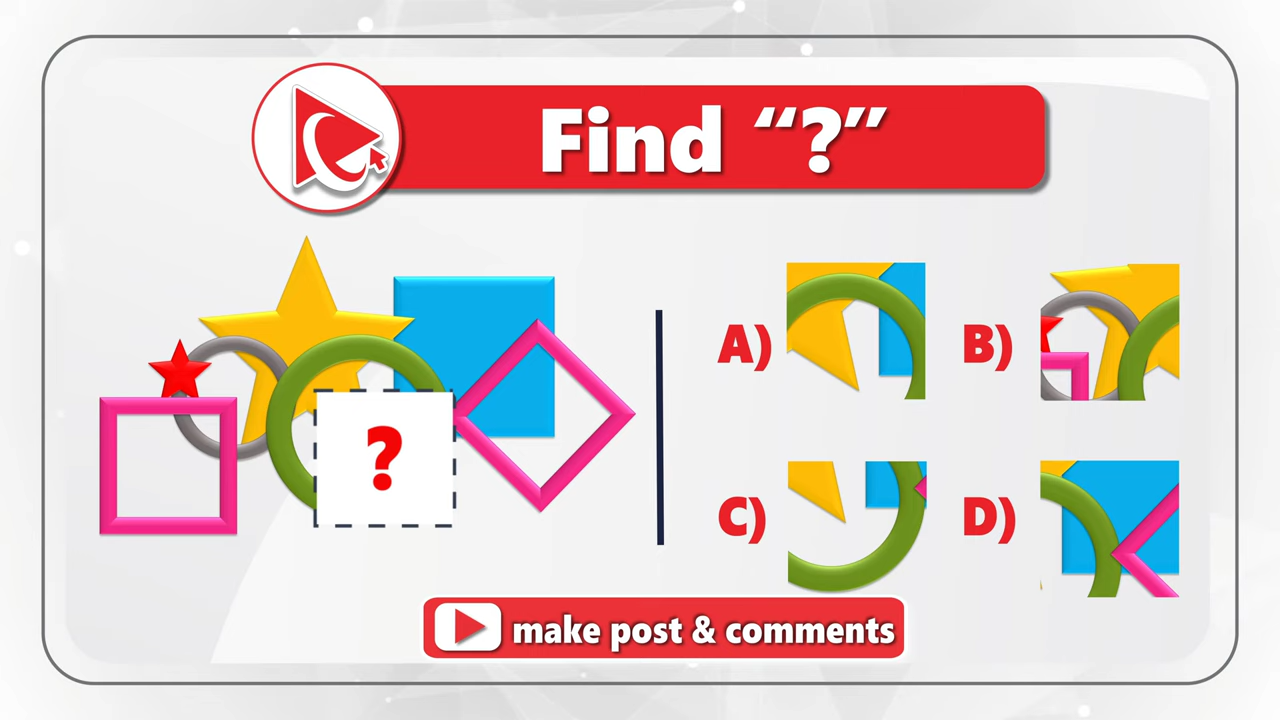 Find “?”
?
A)
B)
C)
D)
make post & comments